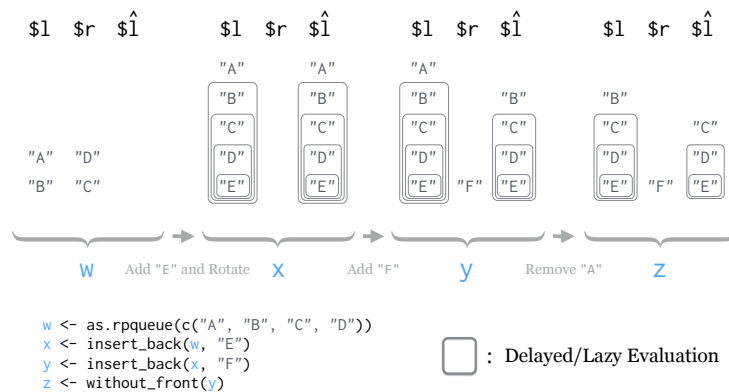 $l $r $l̂ $l $r $l̂ $l $r $l̂ $l $r $l̂
"A" "A" "A"
"B" "B" "B" "B" "B"
"C" "C" "C" "C" "C" "C"
"A" "D" "D" "D" "D" "D" "D" "D"
"B" "C" "E" "E" "E" "F" "E" "E" "F" "E"
w Add "E" and Rotate x Add "F" y Remove "A" z
w <- as.rpqueue(c("A", "B", "C", "D"))
x <- insert_back(w, "E")
y <- insert_back(x, "F")
z <- without_front(y)
: Delayed/Lazy Evaluation